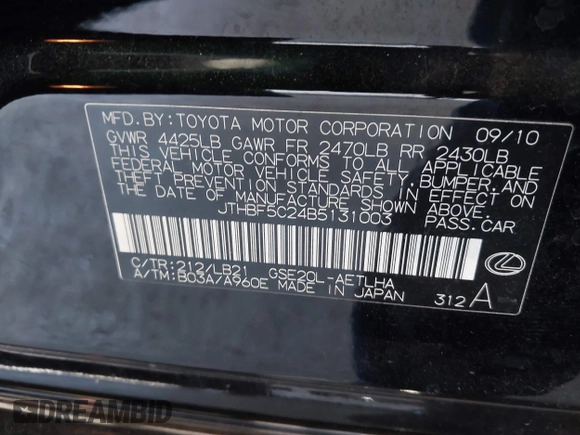 MFD.BY:TOYOTA MOTOR CORPORATION 09/10
GVWR 4425LB GAWR FR 2470LB RR 2430LB
THIS VEHICLE CONFORMS TO ALL APPLICABLE
FEDERAL MOTOR VEHICLE SAFETY,BUMPER,AND
THEFT PREVENTION STANDARDS IN EFFECT ON
THE DATE OF MANUFACTURE SHOWN ABOVE.
JTHBF5C24B5131003 PASS.CAR
C/TR:212/LB21 GSE20L-AETLHA
A/TM:B03A/A960E MADE IN JAPAN 312A
DREAMBID